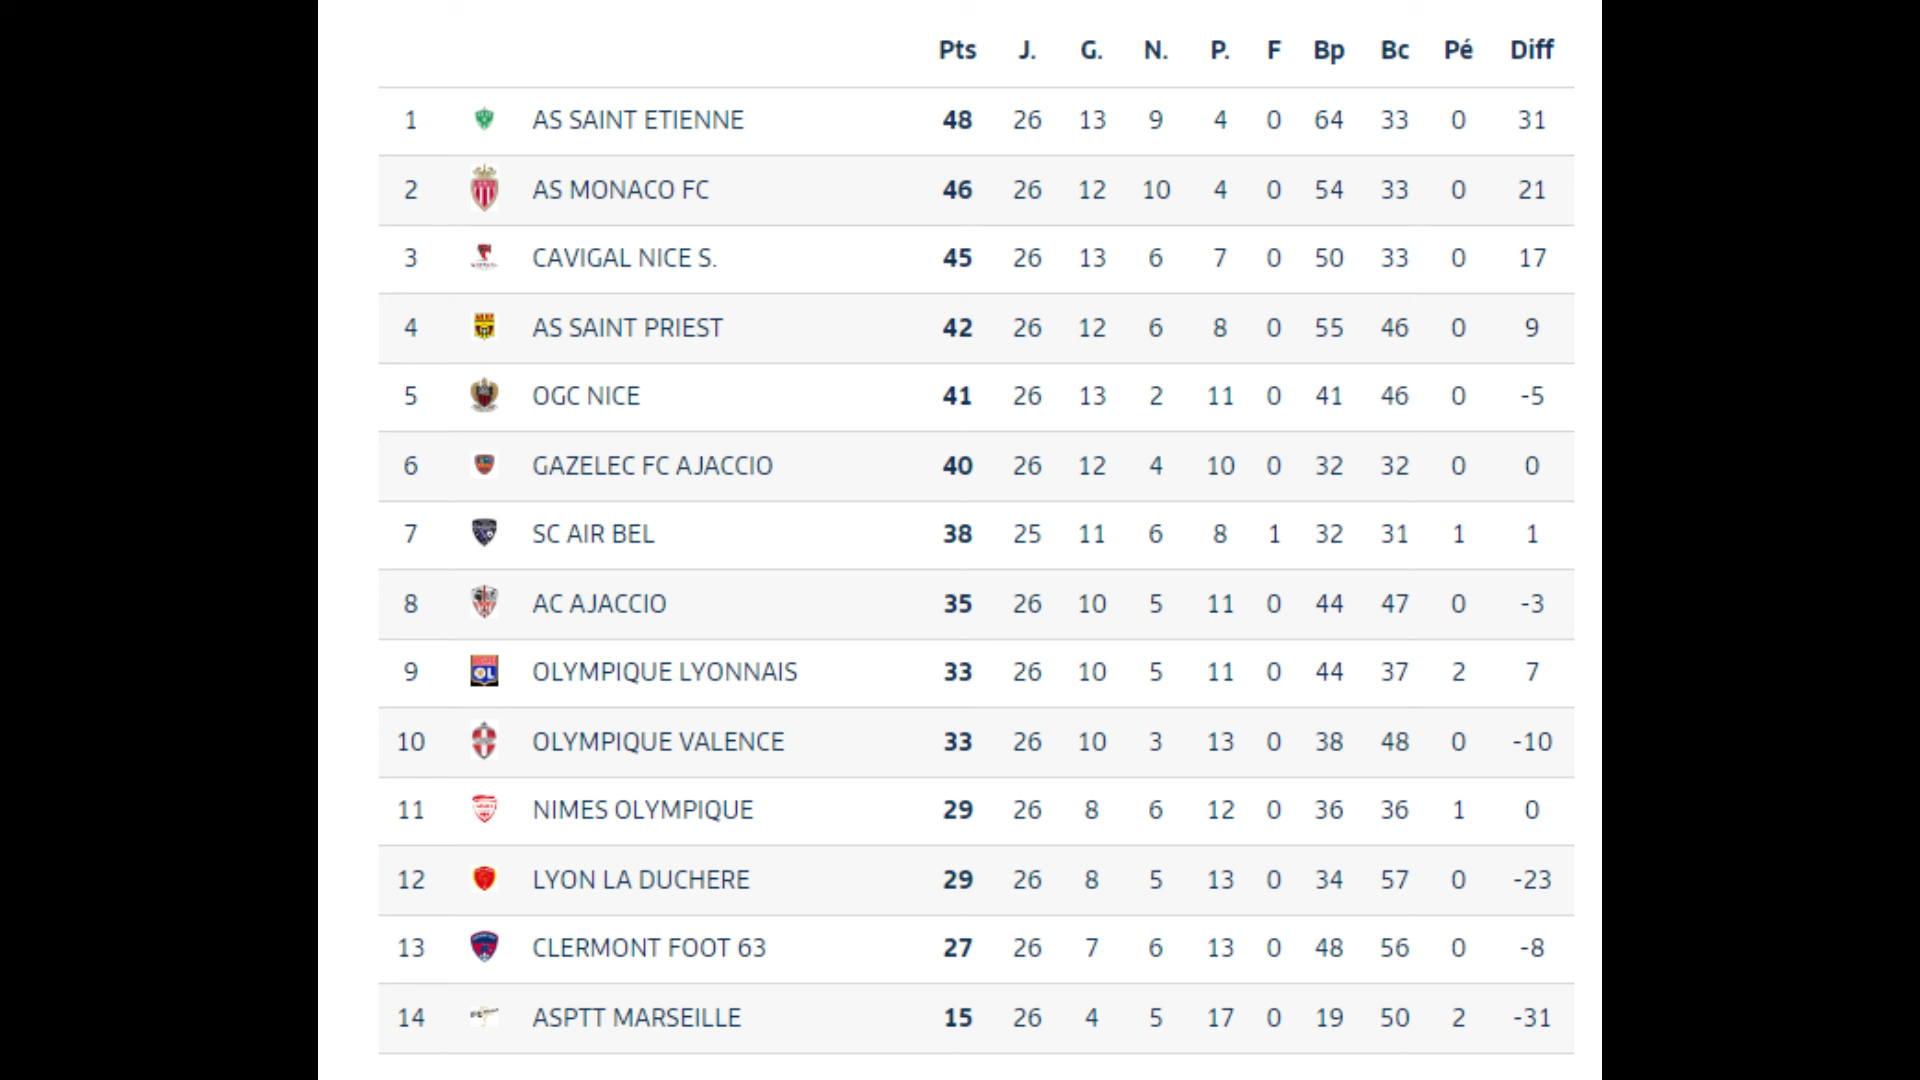 Pts J. G. N. P. F Bp Bc Pé Diff
1 AS SAINT ETIENNE 48 26 13 9 4 0 64 33 0 31
2 AS MONACO FC 46 26 12 10 4 0 54 33 0 21
3 CAVIGAL NICE S. 45 26 13 6 7 0 50 33 0 17
4 AS SAINT PRIEST 42 26 12 6 8 0 55 46 0 9
5 OGC NICE 41 26 13 2 11 0 41 46 0 -5
6 GAZELEC FC AJACCIO 40 26 12 4 10 0 32 32 0 0
7 SC AIR BEL 38 25 11 6 8 1 32 31 1 1
8 AC AJACCIO 35 26 10 5 11 0 44 47 0 -3
9 OL OLYMPIQUE LYONNAIS 33 26 10 5 11 0 44 37 2 7
10 OLYMPIQUE VALENCE 33 26 10 3 13 0 38 48 0 -10
11 NIMES OLYMPIQUE 29 26 8 6 12 0 36 36 1 0
12 LYON LA DUCHERE 29 26 8 5 13 0 34 57 0 -23
13 CLERMONT FOOT 63 27 26 7 6 13 0 48 56 0 -8
14 ASPTT MARSEILLE 15 26 4 5 17 0 19 50 2 -31